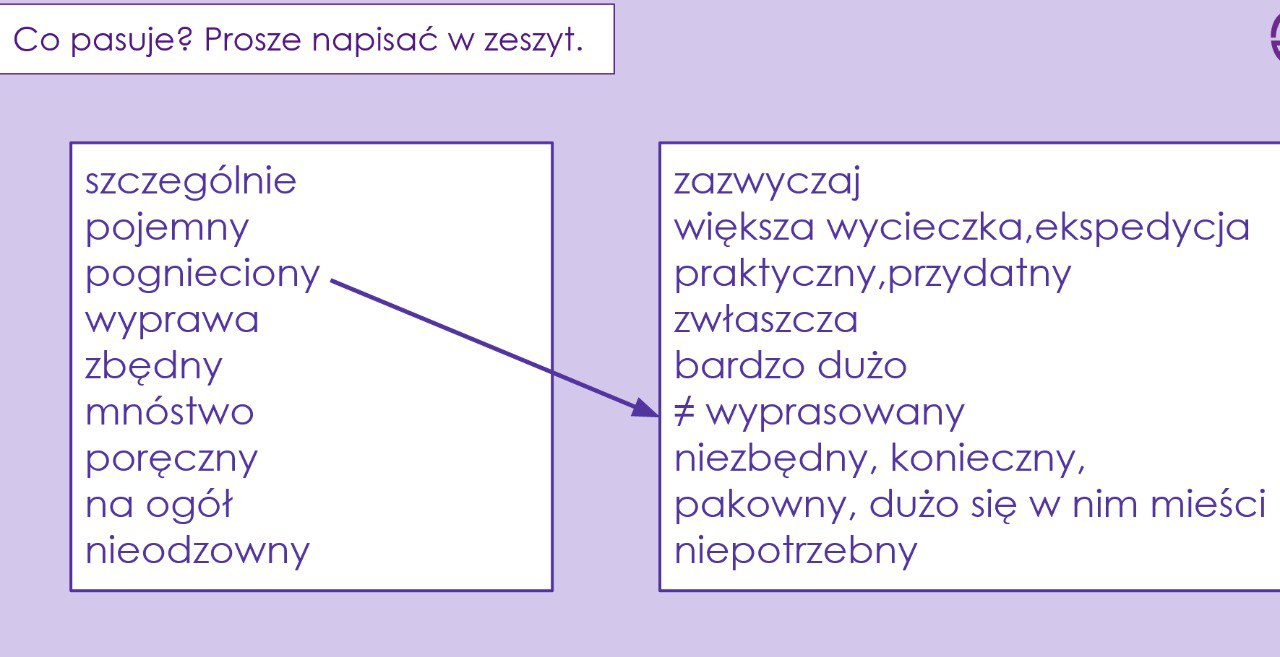 Co pasuje? Prosze napisać w zeszyt.
szczególnie
pojemny
pognieciony
wyprawa
zbędny
mnóstwo
poręczny
na ogół
nieodzowny
zazwyczaj
większa wycieczka,ekspedycja
praktyczny,przydatny
zwłaszcza
bardzo dużo
≠ wyprasowany
niezbędny, konieczny,
pakowny, dużo się w nim mieści
niepotrzebny